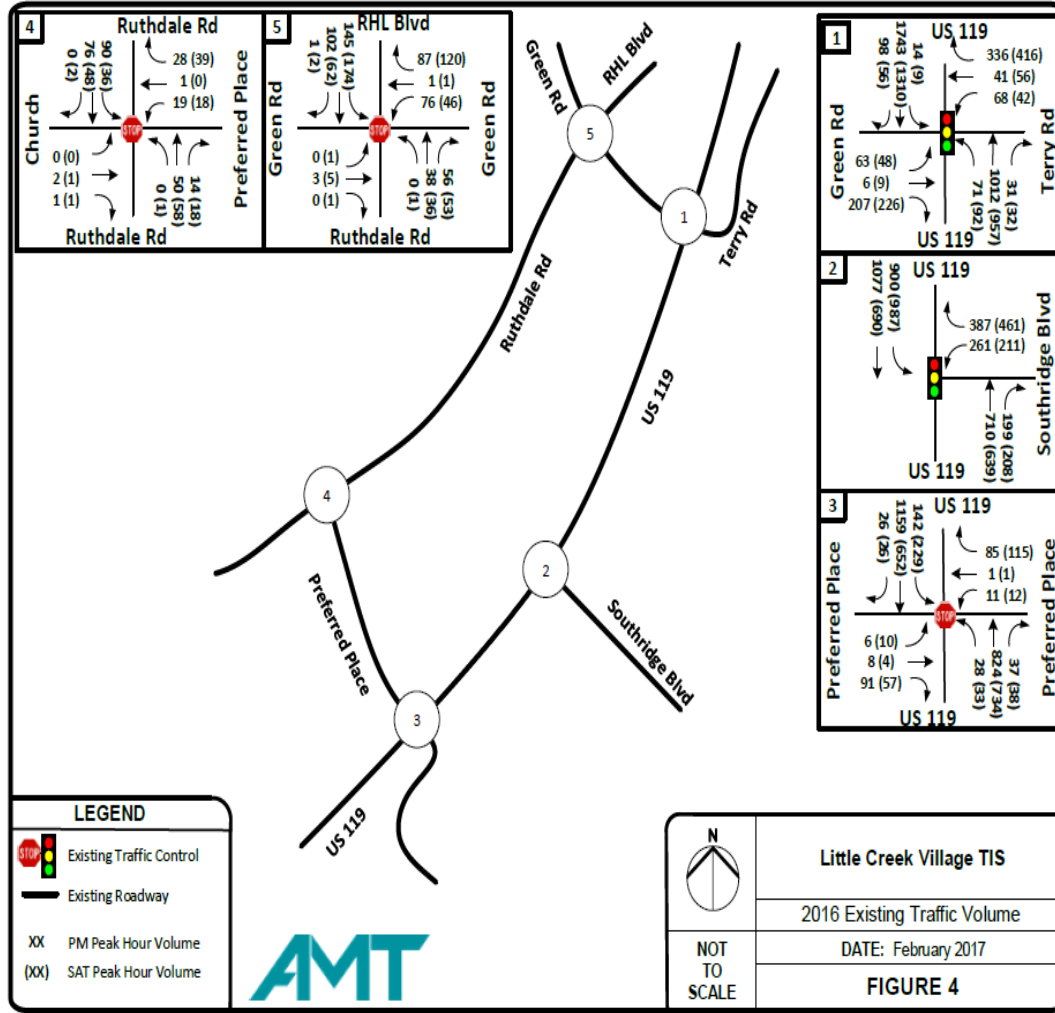 4
Ruthdale Rd
0 (2)
76 (48)
90 (36)
28 (39)
1 (0)
19 (18)
Church
Preferred Place
0 (0)
2 (1)
1 (1)
0 (1)
50 (58)
14 (18)
Ruthdale Rd
STOP
5
RHL Blvd
1 (2)
102 (62)
145 (174)
87 (120)
1 (1)
76 (46)
Green Rd
Green Rd
0 (1)
3 (5)
0 (1)
0 (1)
38 (36)
56 (53)
Ruthdale Rd
STOP
1
US 119
98 (56)
1743 (1310)
14 (9)
336 (416)
41 (56)
68 (42)
Green Rd
Terry Rd
63 (48)
6 (9)
207 (226)
71 (92)
1012 (957)
31 (32)
US 119
2
US 119
1077 (690)
900 (987)
387 (461)
261 (211)
Southridge Blvd
710 (639)
199 (208)
US 119
3
US 119
26 (26)
1159 (652)
142 (229)
85 (115)
1 (1)
11 (12)
Preferred Place
Preferred Place
6 (10)
8 (4)
91 (57)
28 (33)
824 (734)
37 (38)
US 119
STOP
Green Rd
RHL Blvd
5
1
Terry Rd
Ruthdale Rd
US 119
4
2
Preferred Place
Southridge Blvd
3
US 119
LEGEND
STOP
Existing Traffic Control
Existing Roadway
XX PM Peak Hour Volume
(XX) SAT Peak Hour Volume
AMT
N
NOT
TO
SCALE
Little Creek Village TIS
2016 Existing Traffic Volume
DATE: February 2017
FIGURE 4